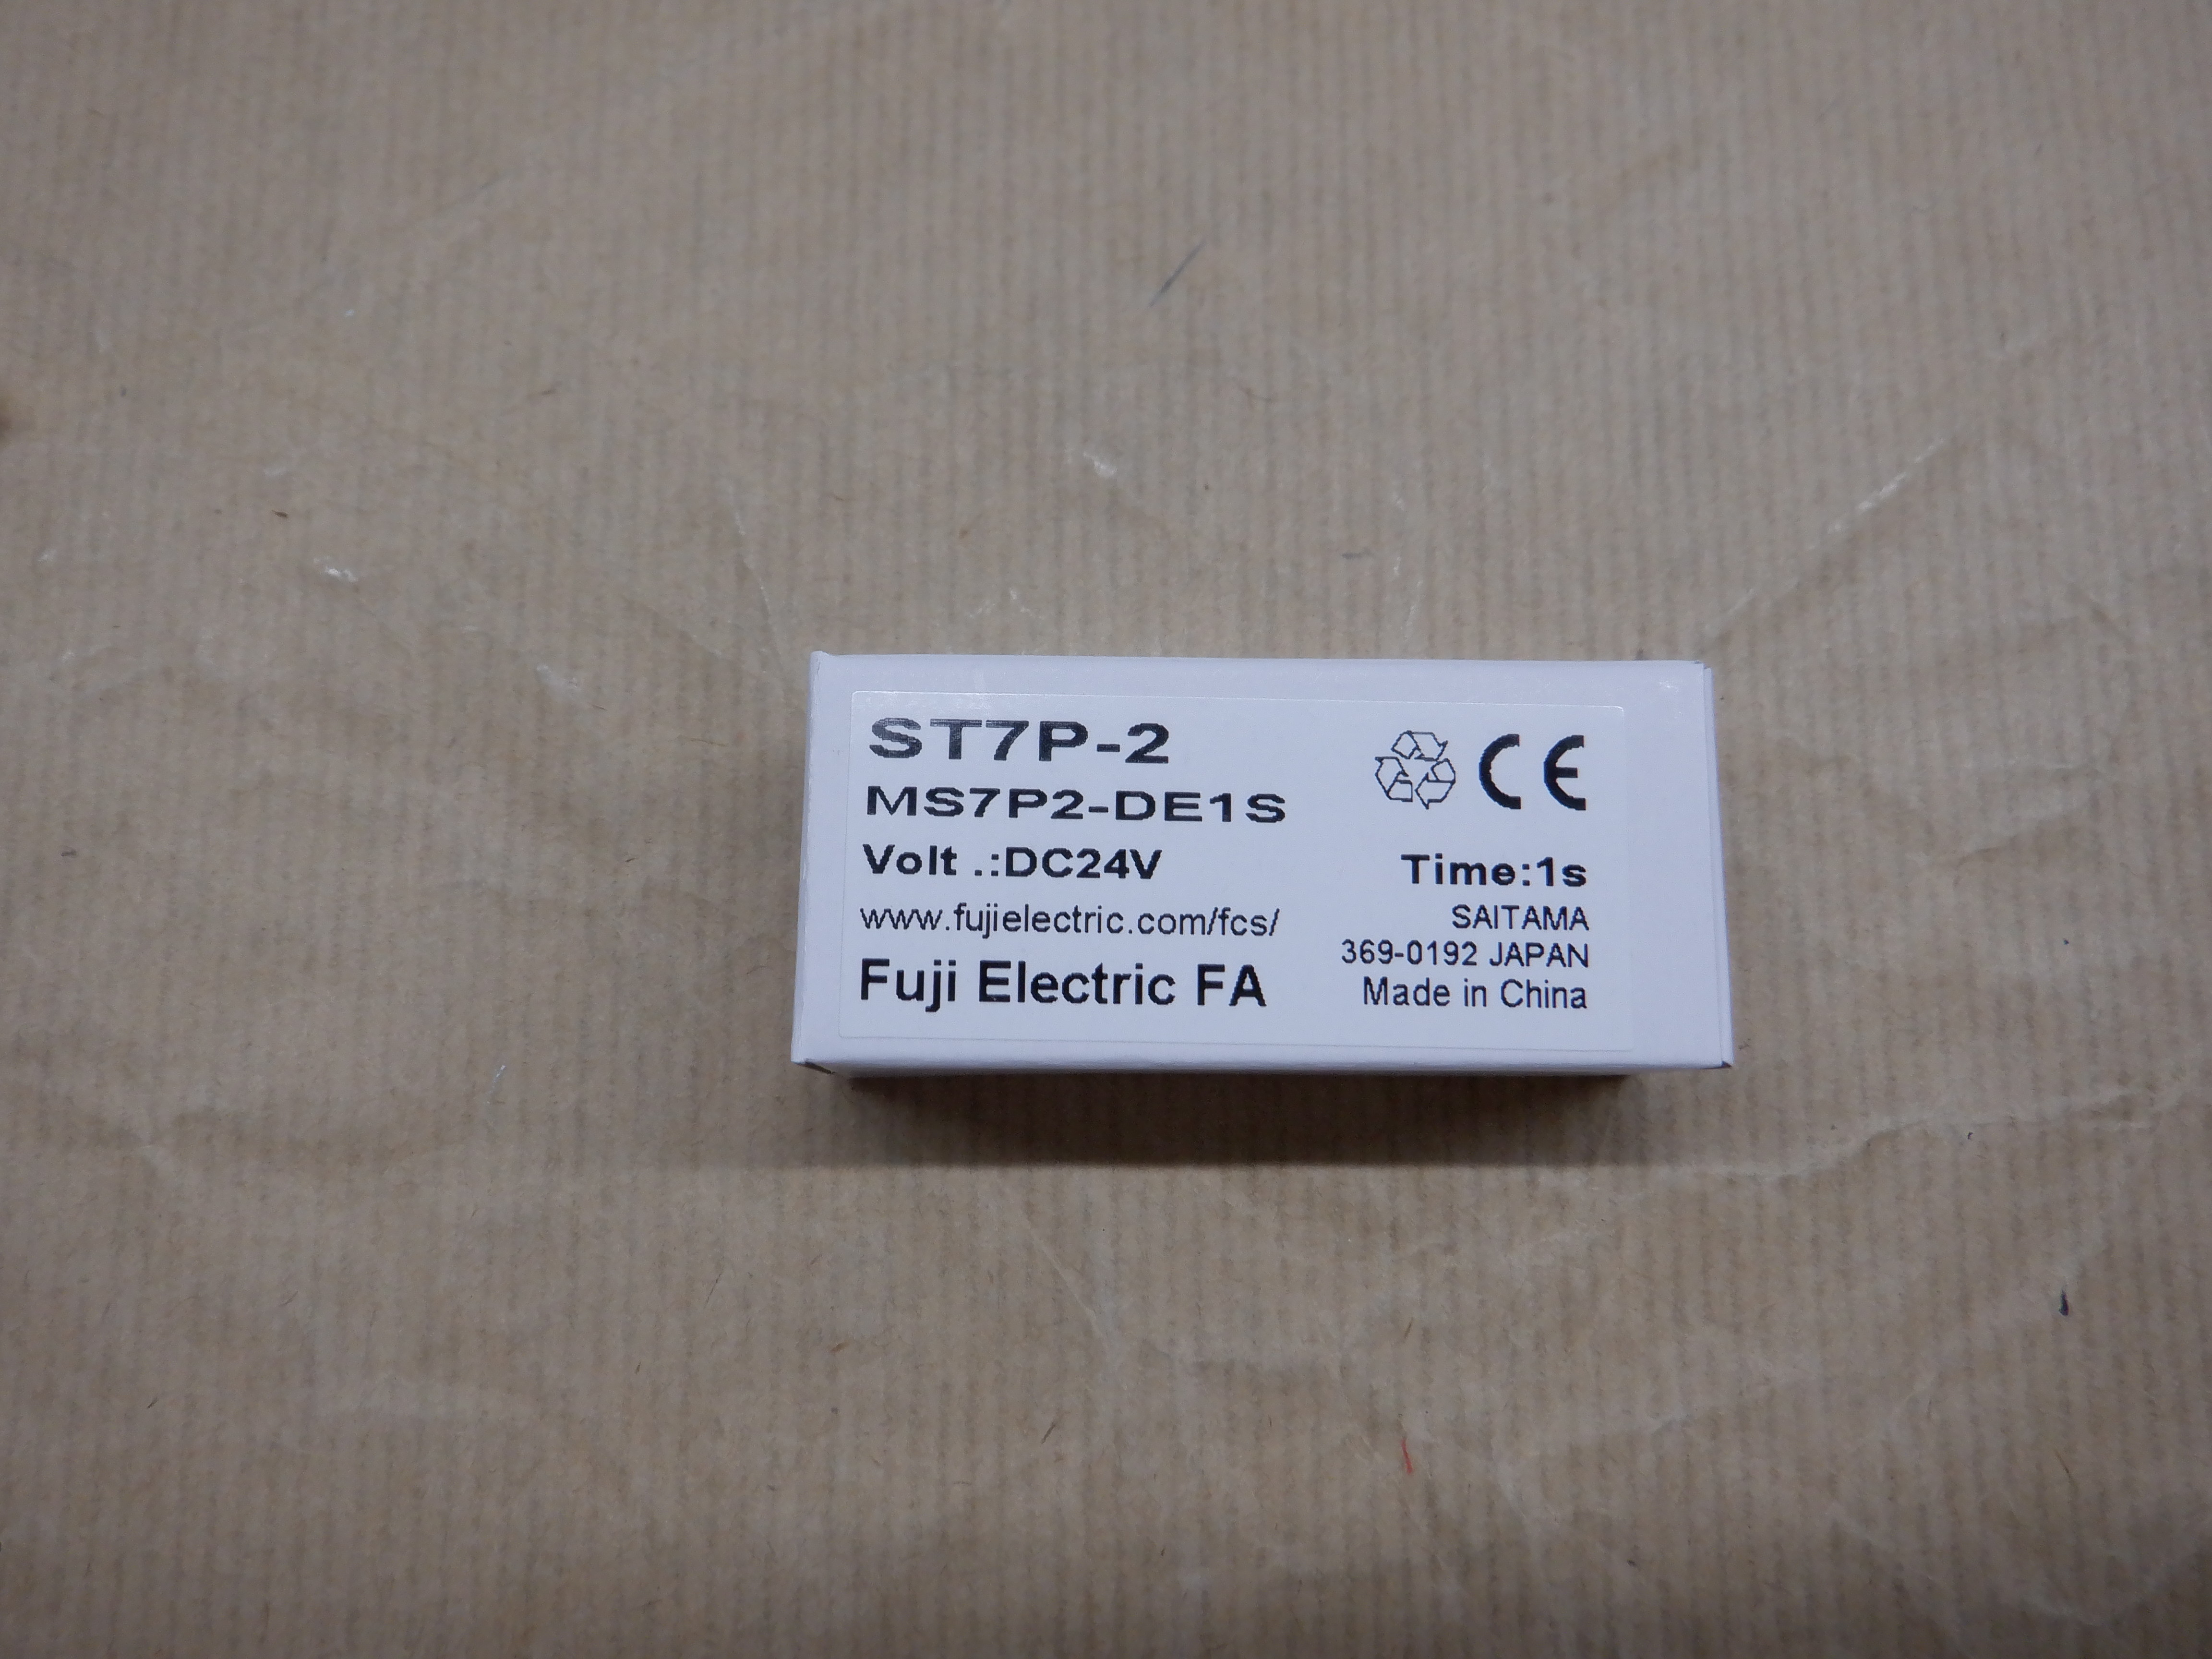 ST7P-2
MS7P2-DE1S
CE
Volt .:DC24V
Time:1s
www.fujielectric.com/fcs/
SAITAMA
369-0192 JAPAN
Fuji Electric FA
Made in China